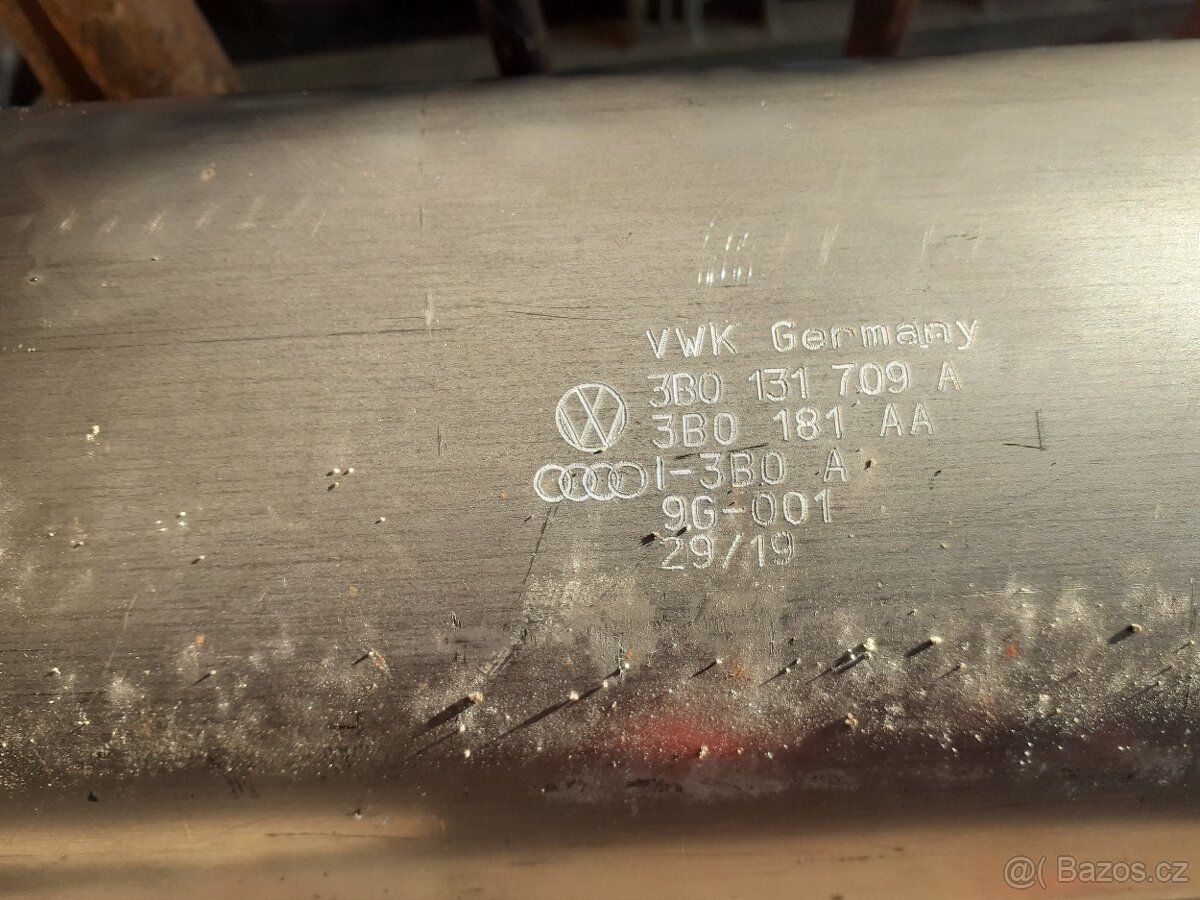 VWK Germany
3B0 131 709 A
3B0 181 AA
I-3B0 A
9G-001
29/19
@( Bazos.cz